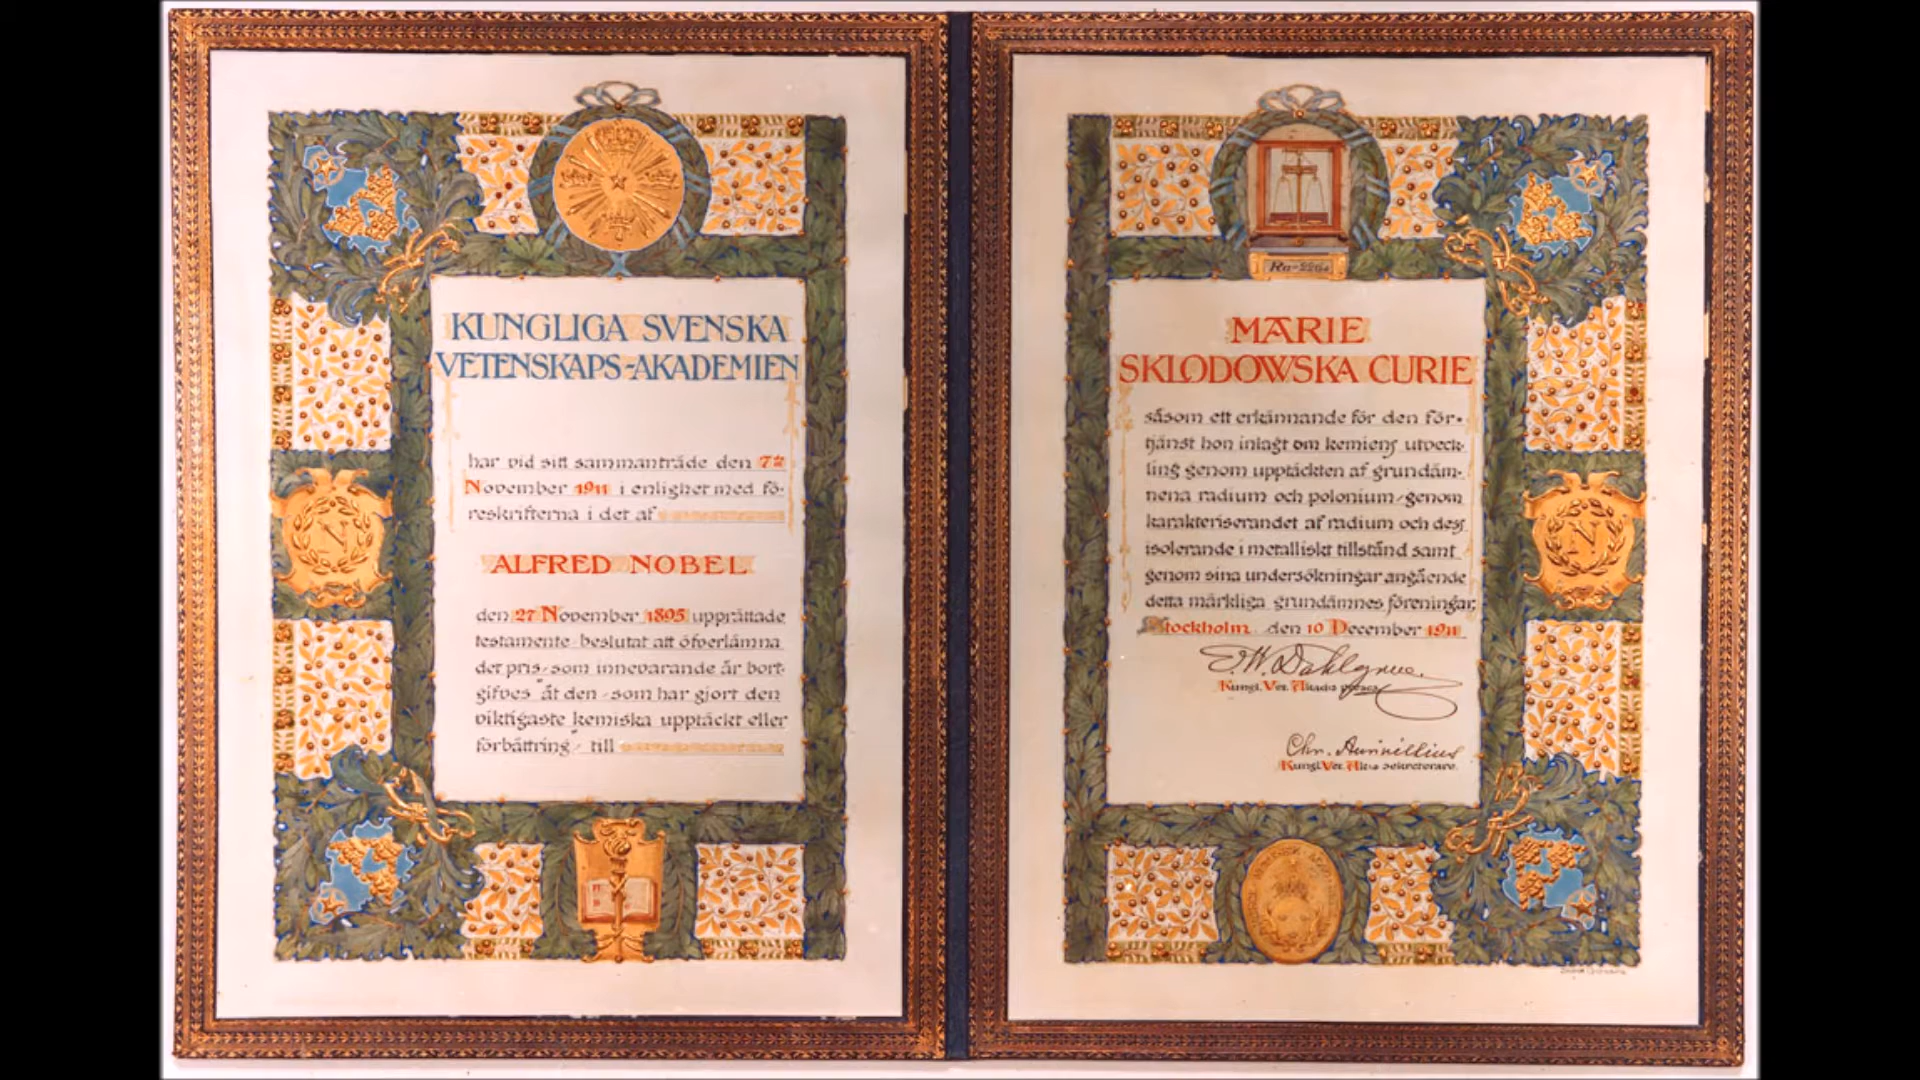 KUNGLIGA SVENSKA
VETENSKAPS-AKADEMIEN
har vid sitt sammanträde den 7de
November 1911 i enlighet med fö-
reskrifterna i det af
ALFRED NOBEL
den 27 November 1895 upprättade
testamente beslutat att öfverlämna
det pris, som innevarande år bort-
gifves "åt den, som har gjort den
viktigaste kemiska upptäckt eller
förbättring", till
N
Ra=226,4
MARIE
SKLODOWSKA CURIE
såsom ett erkännande för den för-
tjänst hon inlagt om kemiens utveck-
ling genom upptäckten af grundäm-
nena radium och polonium, genom
karakteriserandet af radium och dess
isolerande i metalliskt tillstånd samt
genom sina undersökningar angående
detta märkliga grundämnes föreningar,
Stockholm den 10 December 1911
E.W. Dahlgren.
Kungl. Vet. Akads preses
Chr. Aurivillius
Kungl. Vet. Aks sekreterare.
N